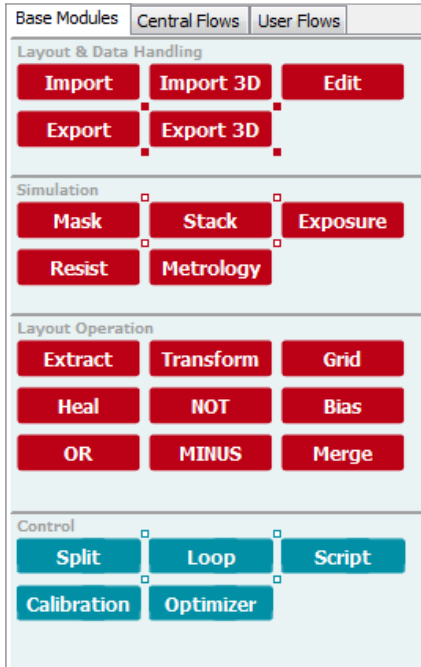 Base Modules Central Flows User Flows
Layout & Data Handling
Import Import 3D Edit
Export Export 3D
Simulation
Mask Stack Exposure
Resist Metrology
Layout Operation
Extract Transform Grid
Heal NOT Bias
OR MINUS Merge
Control
Split Loop Script
Calibration Optimizer